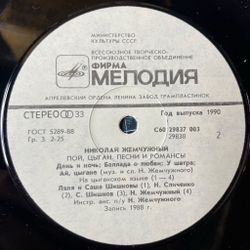 МИНИСТЕРСТВО
КУЛЬТУРЫ СССР
ВСЕСОЮЗНОЕ ТВОРЧЕСКО-
ПРОИЗВОДСТВЕННОЕ ОБЪЕДИНЕНИЕ
ФИРМА
МЕЛОДИЯ
АПРЕЛЕВСКИЙ ОРДЕНА ЛЕНИНА ЗАВОД ГРАМПЛАСТИНОК
СТЕРЕО 33
Год выпуска 1990
ГОСТ 5289-88
Гр. 3. 2-25
С60 29837 003
29838 2
НИКОЛАЙ ЖЕМЧУЖНЫЙ
ПОЙ, ЦЫГАН, ПЕСНИ И РОМАНСЫ
День и ночь; Баллада о любви; У шатра;
Ай, цыгане (муз. и сл. Н. Жемчужного)
На цыганском языке (1—4)
Ляля и Саша Шишковы (1), Н. Сличенко
(2), С. Шишков (3), Н. Жемчужный (4)
Инстр. анс. п/у Н. Жемчужного
Запись 1988 г.